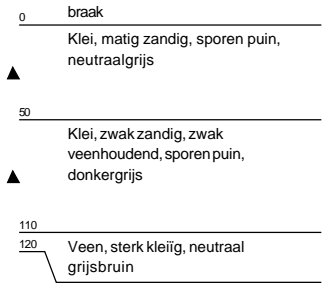 0 braak
Klei, matig zandig, sporen puin,
neutraalgrijs
50
Klei, zwak zandig, zwak
veenhoudend, sporen puin,
donkergrijs
110
120 Veen, sterk kleiïg, neutraal
grijsbruin